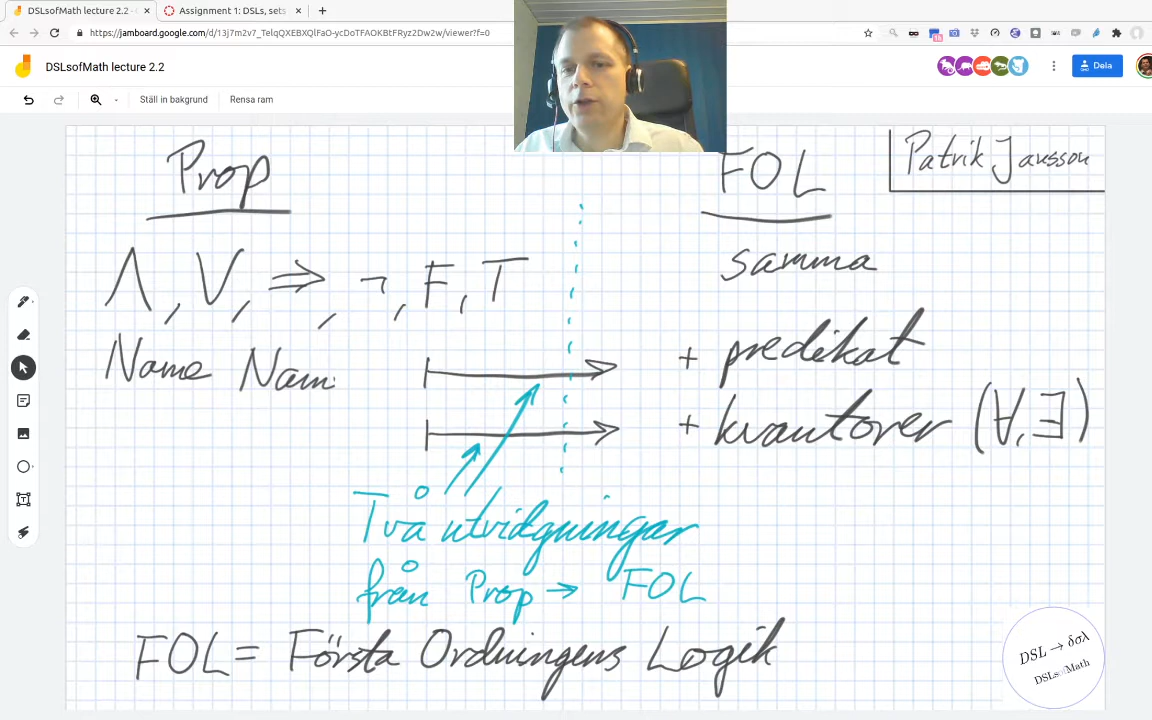 DSLsofMath lecture 2.2 -
Assignment 1: DSLs, sets
https://jamboard.google.com/d/13j7m2v7_TelqQXEBXQlFaO-ycDoTFAOKBtFRyz2Dw2w/viewer?f=0
DSLsofMath lecture 2.2
Dela
Ställ in bakgrund
Rensa ram
Prop
FOL
Patrik Jansson
Λ, V, ⇒, ¬, F, T
samma
Name Nam
+ predikat
+ kvantorer (∀,∃)
Två utvidgningar
från Prop → FOL
FOL = Första Ordningens Logik
DSL → δσλ
DSLsofMath